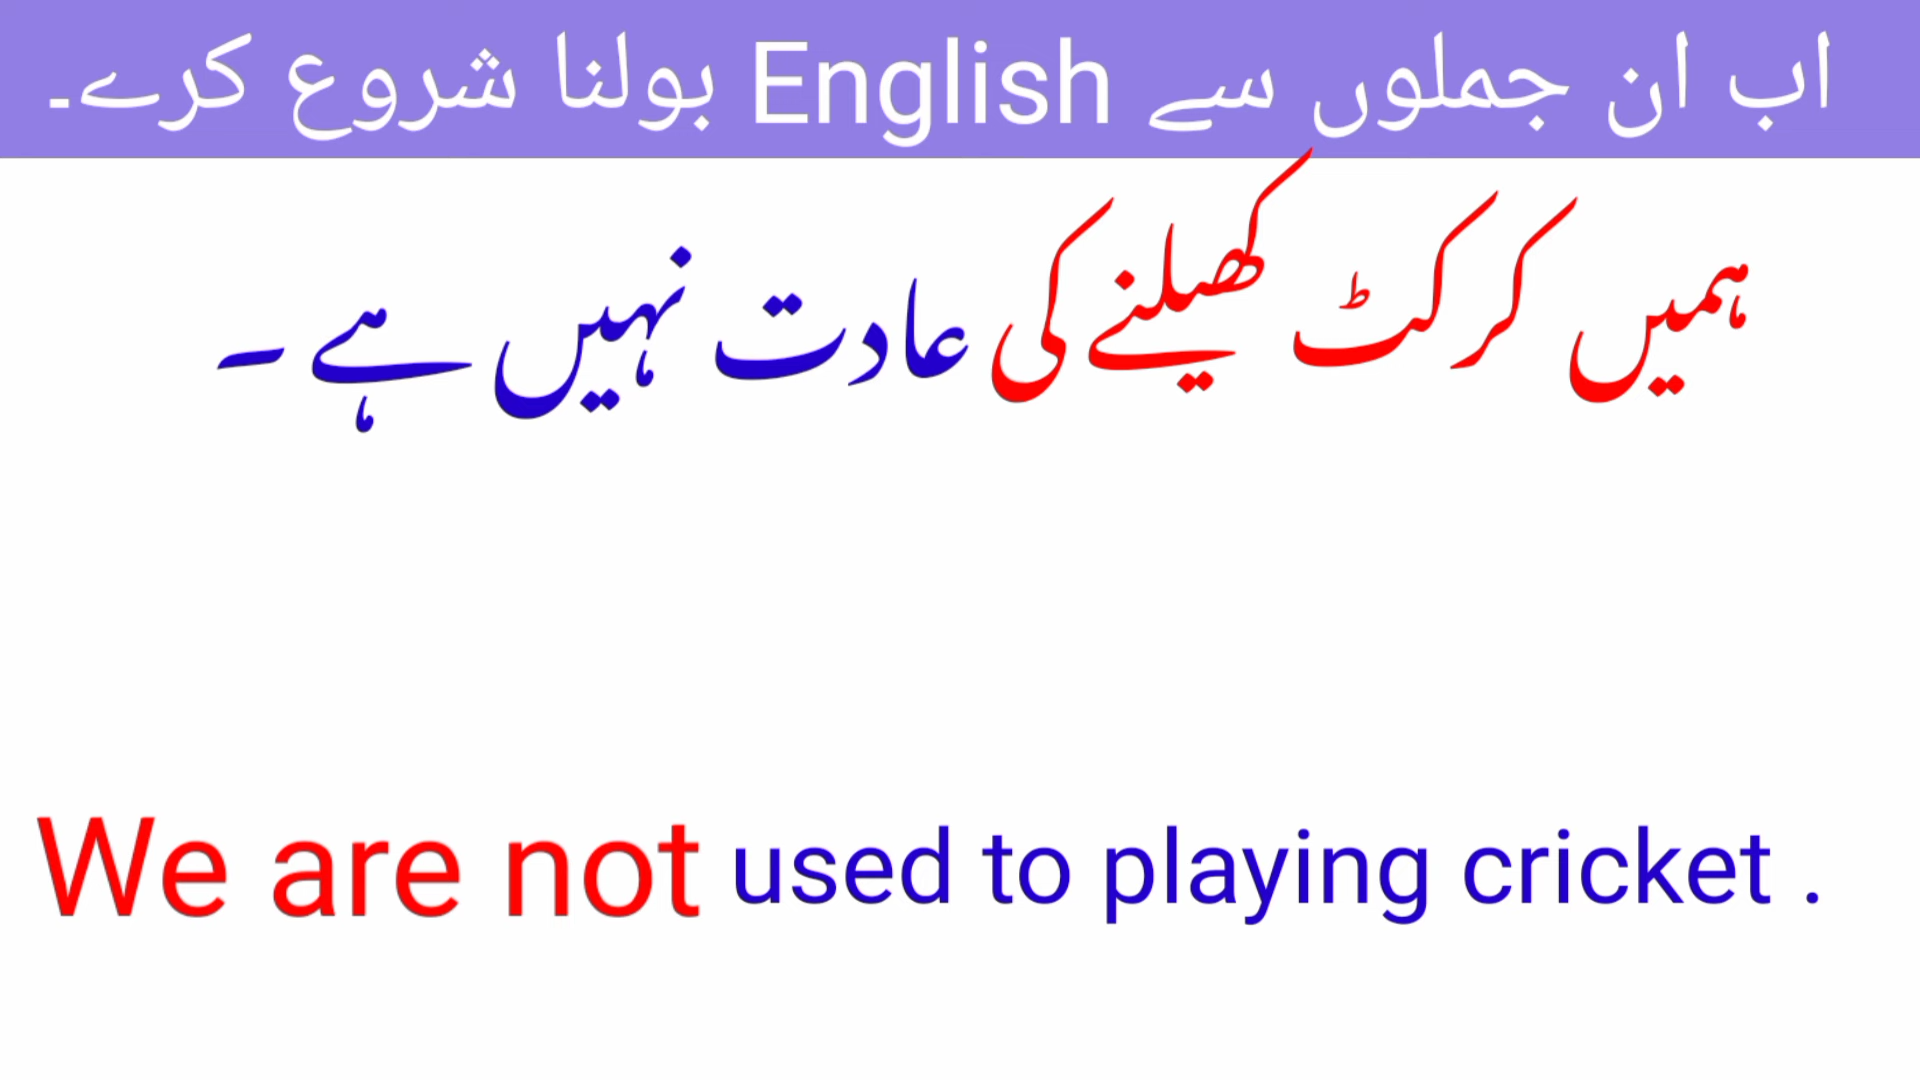 اب ان جملوں سے English بولنا شروع کرے۔
ہمیں کرکٹ کھیلنے کی عادت نہیں ہے ۔
We are not used to playing cricket .